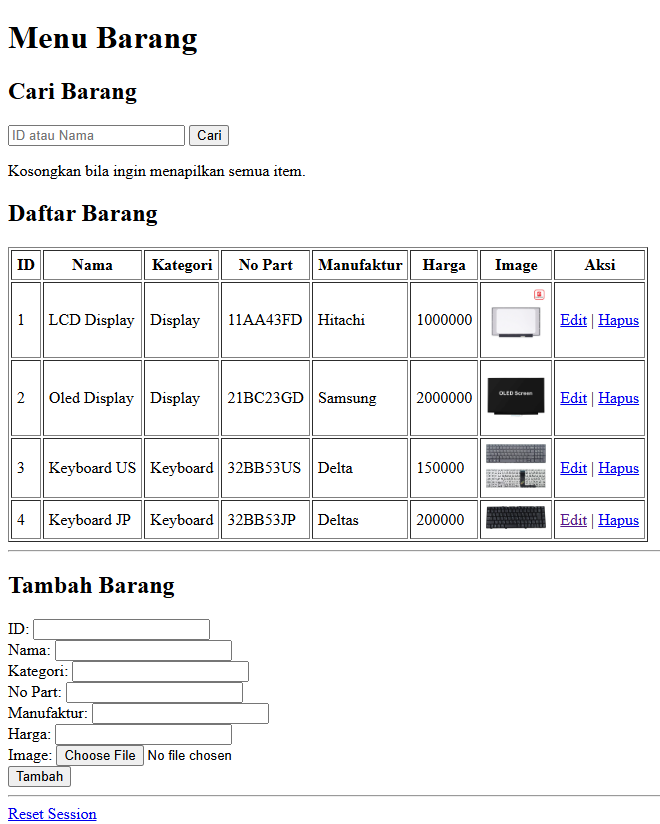 Menu Barang
Cari Barang
ID atau Nama Cari
Kosongkan bila ingin menapilkan semua item.
Daftar Barang
ID Nama Kategori No Part Manufaktur Harga Image Aksi
1 LCD Display Display 11AA43FD Hitachi 1000000 Edit | Hapus
2 Oled Display Display 21BC23GD Samsung 2000000 OLED Screen Edit | Hapus
3 Keyboard US Keyboard 32BB53US Delta 150000 Edit | Hapus
4 Keyboard JP Keyboard 32BB53JP Deltas 200000 Edit | Hapus
Tambah Barang
ID:
Nama:
Kategori:
No Part:
Manufaktur:
Harga:
Image: Choose File No file chosen
Tambah
Reset Session